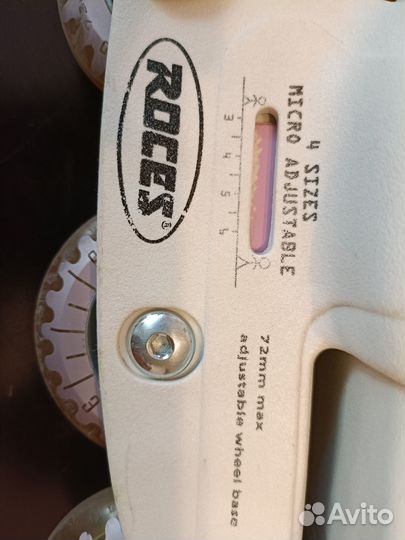 ROCES®
4 SIZES
MICRO ADJUSTABLE
3 4 5 6
72mm max
adjustable wheel base
Avito